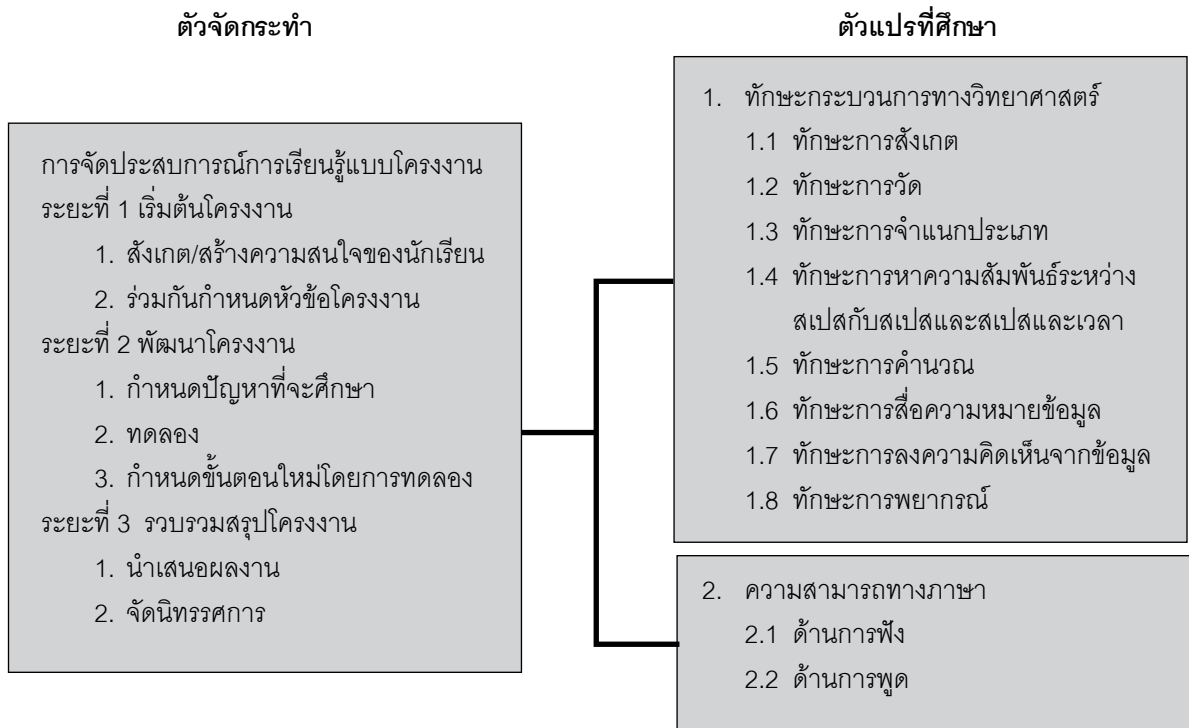 ตัวจัดกระทำ
การจัดประสบการณ์การเรียนรู้แบบโครงงาน
ระยะที่ 1 เริ่มต้นโครงงาน
1. สังเกต/สร้างความสนใจของนักเรียน
2. ร่วมกันกำหนดหัวข้อโครงงาน
ระยะที่ 2 พัฒนาโครงงาน
1. กำหนดปัญหาที่จะศึกษา
2. ทดลอง
3. กำหนดขั้นตอนใหม่โดยการทดลอง
ระยะที่ 3 รวบรวมสรุปโครงงาน
1. นำเสนอผลงาน
2. จัดนิทรรศการ
ตัวแปรที่ศึกษา
1. ทักษะกระบวนการทางวิทยาศาสตร์
1.1 ทักษะการสังเกต
1.2 ทักษะการวัด
1.3 ทักษะการจำแนกประเภท
1.4 ทักษะการหาความสัมพันธ์ระหว่าง
สเปสกับสเปสและสเปสและเวลา
1.5 ทักษะการคำนวณ
1.6 ทักษะการสื่อความหมายข้อมูล
1.7 ทักษะการลงความคิดเห็นจากข้อมูล
1.8 ทักษะการพยากรณ์
2. ความสามารถทางภาษา
2.1 ด้านการฟัง
2.2 ด้านการพูด